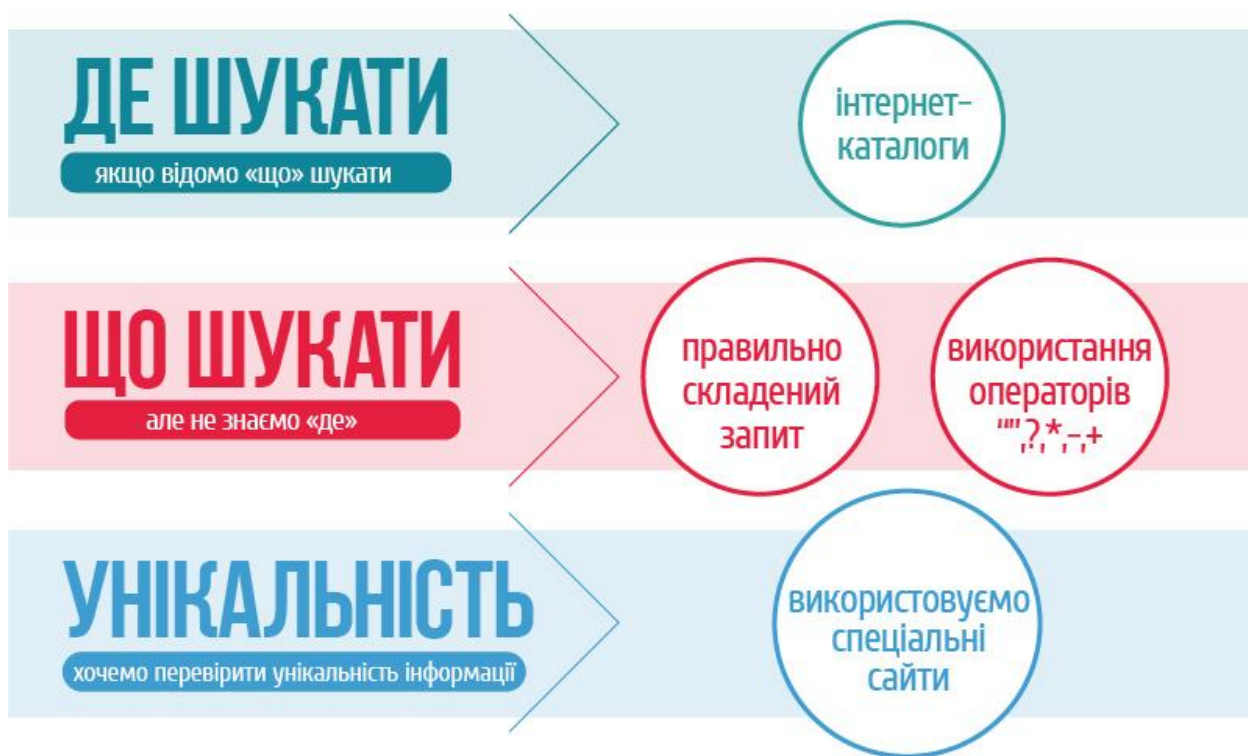 ДЕ ШУКАТИ
якщо відомо «що» шукати
інтернет-
каталоги
ЩО ШУКАТИ
але не знаємо «де»
правильно
складений
запит
використання
операторів
“”,?,*,-,+
УНІКАЛЬНІСТЬ
хочемо перевірити унікальність інформації
використовуємо
спеціальні
сайти